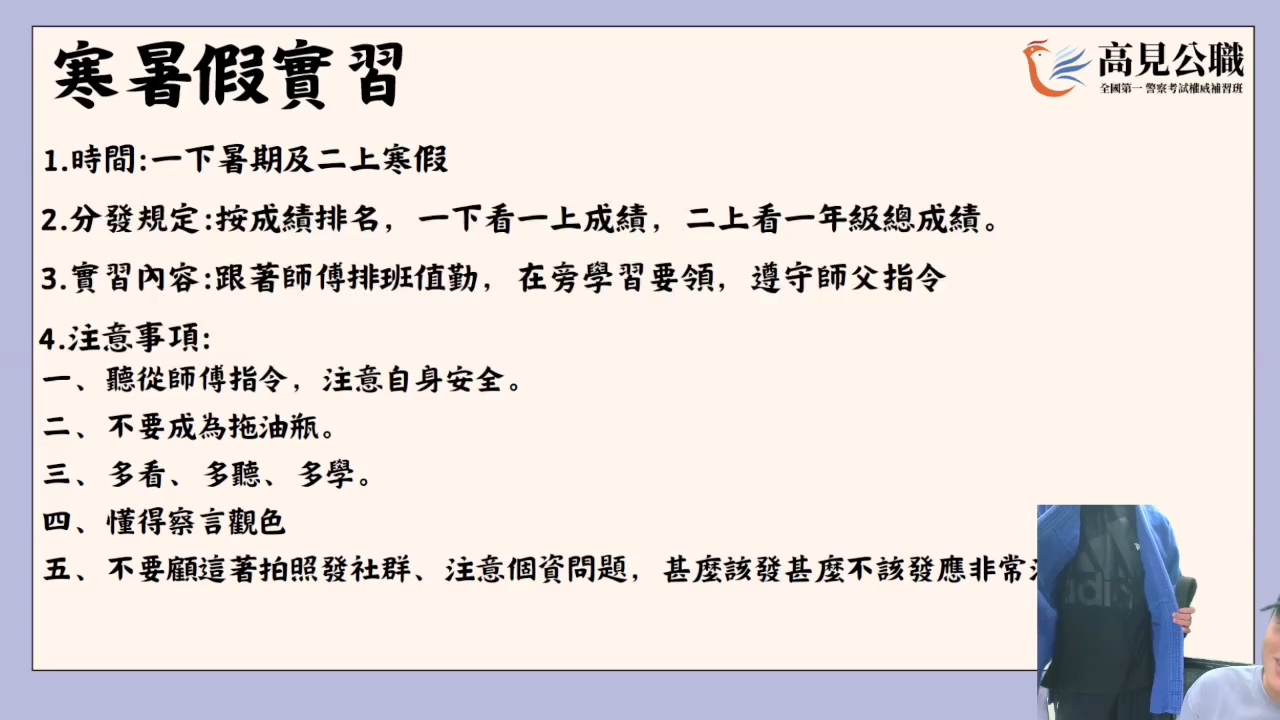 寒暑假實習
高見公職
全國第一 警察考試權威補習班
1.時間:一下暑期及二上寒假
2.分發規定:按成績排名，一下看一上成績，二上看一年級總成績。
3.實習內容:跟著師傅排班值勤，在旁學習要領，遵守師父指令
4.注意事項:
一、聽從師傅指令，注意自身安全。
二、不要成為拖油瓶。
三、多看、多聽、多學。
四、懂得察言觀色
五、不要顧這著拍照發社群、注意個資問題，甚麼該發甚麼不該發應非常
adidas